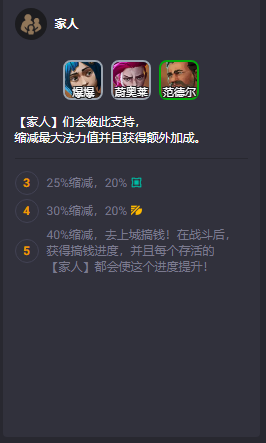 家人
爆爆 蔚奥莱 范德尔
【家人】们会彼此支持，
缩减最大法力值并且获得额外加成。
3 25%缩减，20%
4 30%缩减，20%
5 40%缩减，去上城搞钱！在战斗后，
获得搞钱进度，并且每个存活的
【家人】都会使这个进度提升！